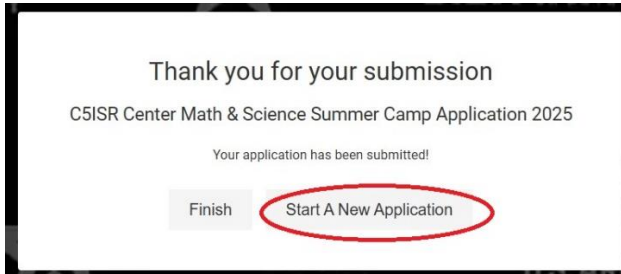 Thank you for your submission
C5ISR Center Math & Science Summer Camp Application 2025
Your application has been submitted!
Finish Start A New Application